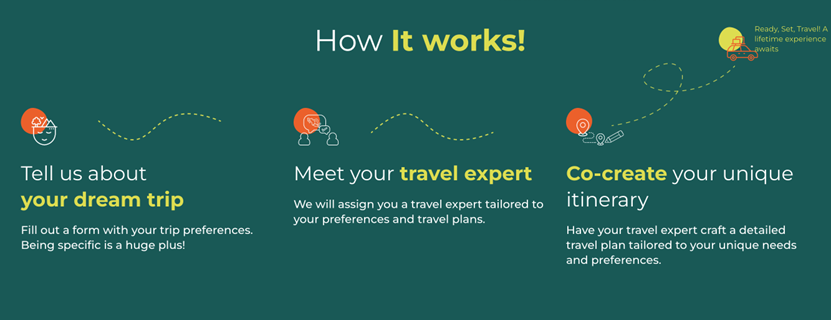 How It works!
Ready, Set, Travel! A
lifetime experience
awaits
Tell us about
your dream trip
Fill out a form with your trip preferences.
Being specific is a huge plus!
Meet your travel expert
We will assign you a travel expert tailored to
your preferences and travel plans.
Co-create your unique
itinerary
Have your travel expert craft a detailed
travel plan tailored to your unique needs
and preferences.